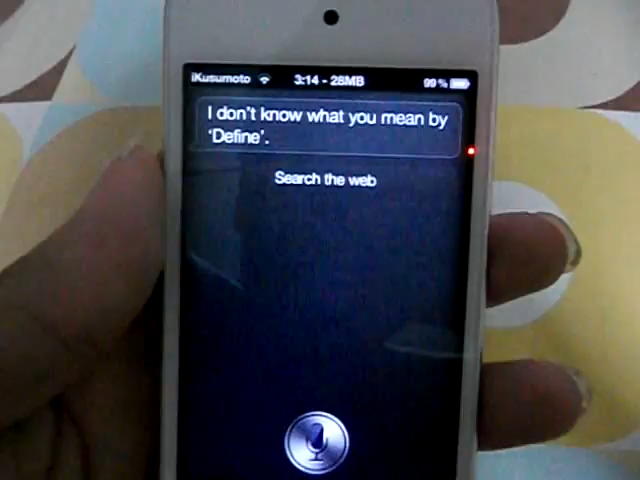 iKusumoto 3:14 - 28MB 99 %
I don't know what you mean by
'Define'.
Search the web